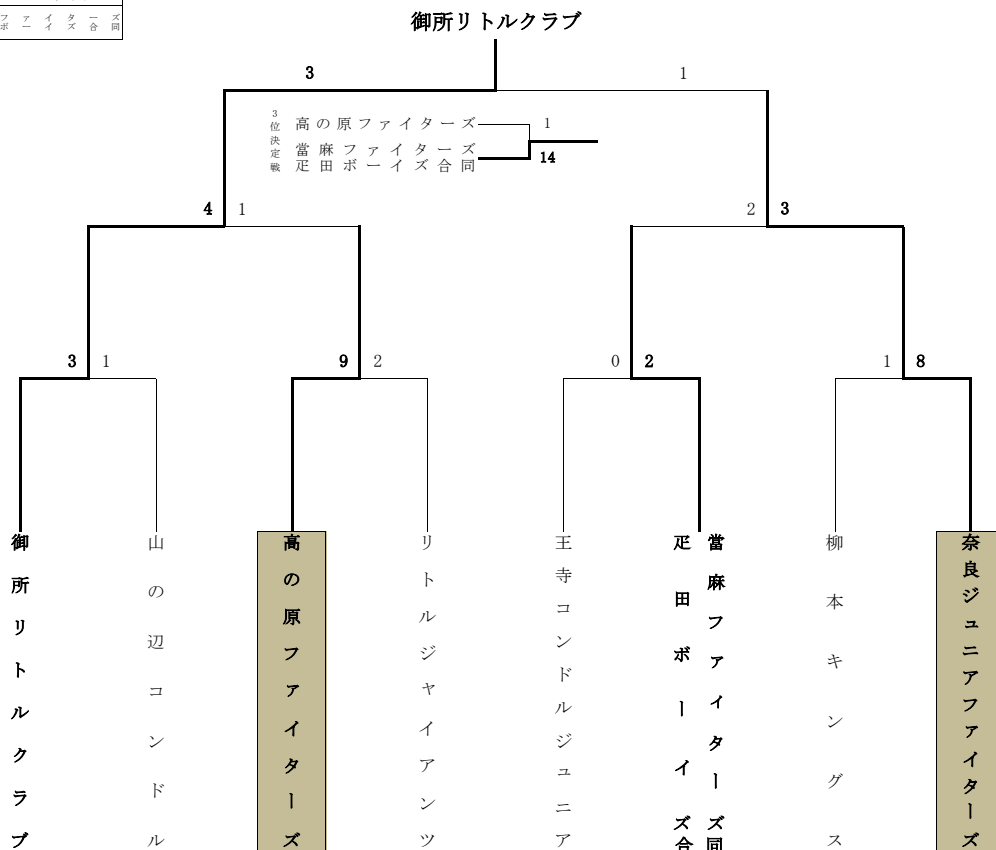 ファイターズ
ボーイズ合同
御所リトルクラブ
3 1
3位決定戦
高の原ファイターズ 1
當麻ファイターズ
疋田ボーイズ合同 14
4 1 2 3
3 1 9 2 0 2 1 8
御所リトルクラブ
山の辺コンドル
高の原ファイターズ
リトルジャイアンツ
王寺コンドルジュニア
當麻ファイターズ
疋田ボーイズ合同
柳本キングス
奈良ジュニアファイターズ